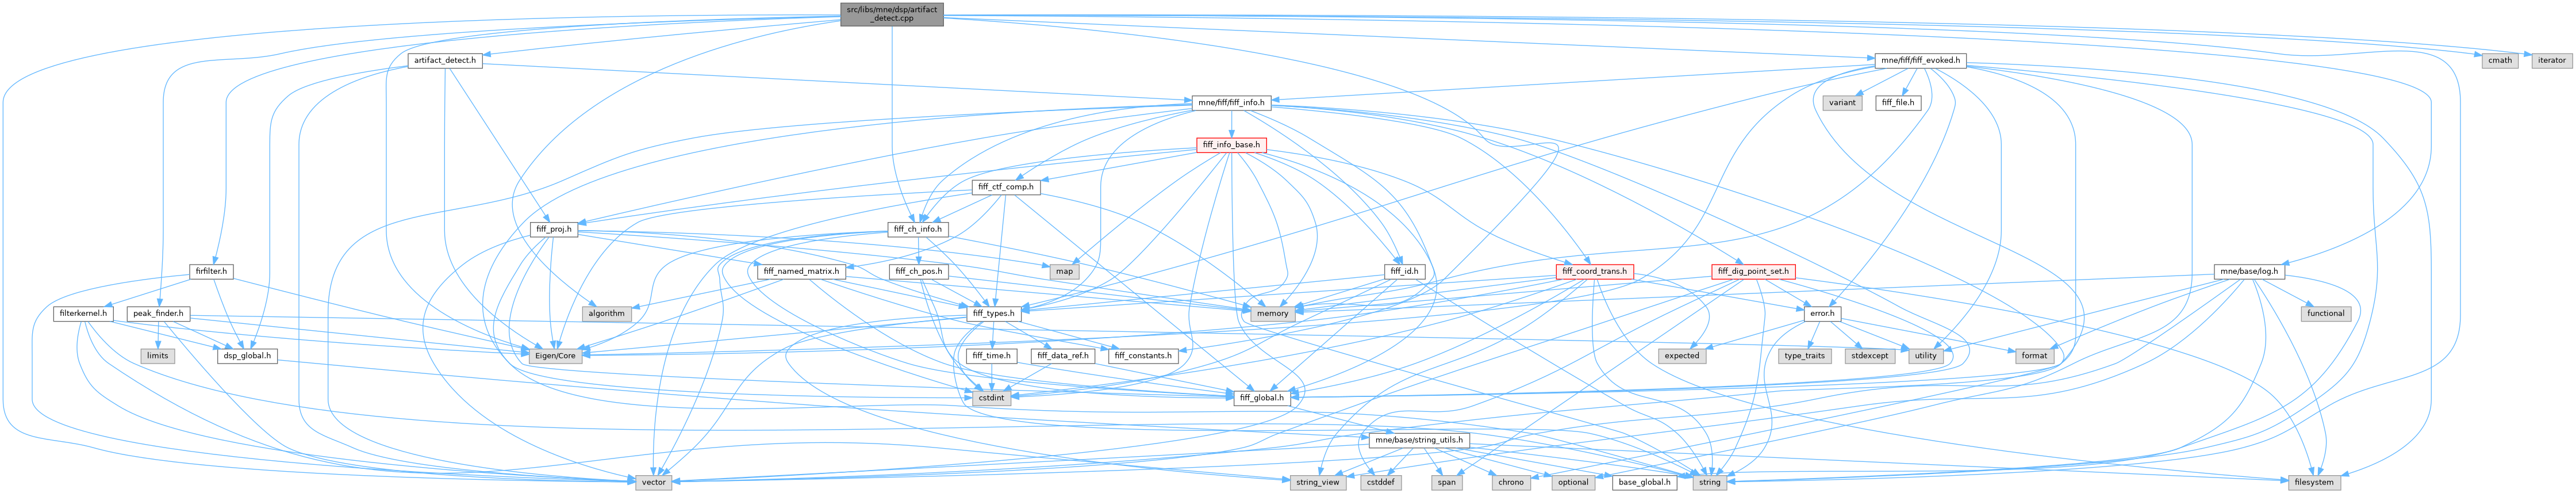 src/libs/mne/dsp/artifact
_detect.cpp
artifact_detect.h
mne/fiff/fiff_evoked.h
cmath
iterator
mne/fiff/fiff_info.h
variant
fiff_file.h
fiff_info_base.h
fiff_ctf_comp.h
fiff_proj.h
fiff_ch_info.h
firfilter.h
fiff_named_matrix.h
fiff_ch_pos.h
map
fiff_id.h
fiff_coord_trans.h
fiff_dig_point_set.h
mne/base/log.h
filterkernel.h
peak_finder.h
algorithm
fiff_types.h
memory
error.h
functional
limits
dsp_global.h
Eigen/Core
fiff_time.h
fiff_data_ref.h
fiff_constants.h
expected
type_traits
stdexcept
utility
format
cstdint
fiff_global.h
mne/base/string_utils.h
vector
string_view
cstddef
span
chrono
optional
base_global.h
string
filesystem